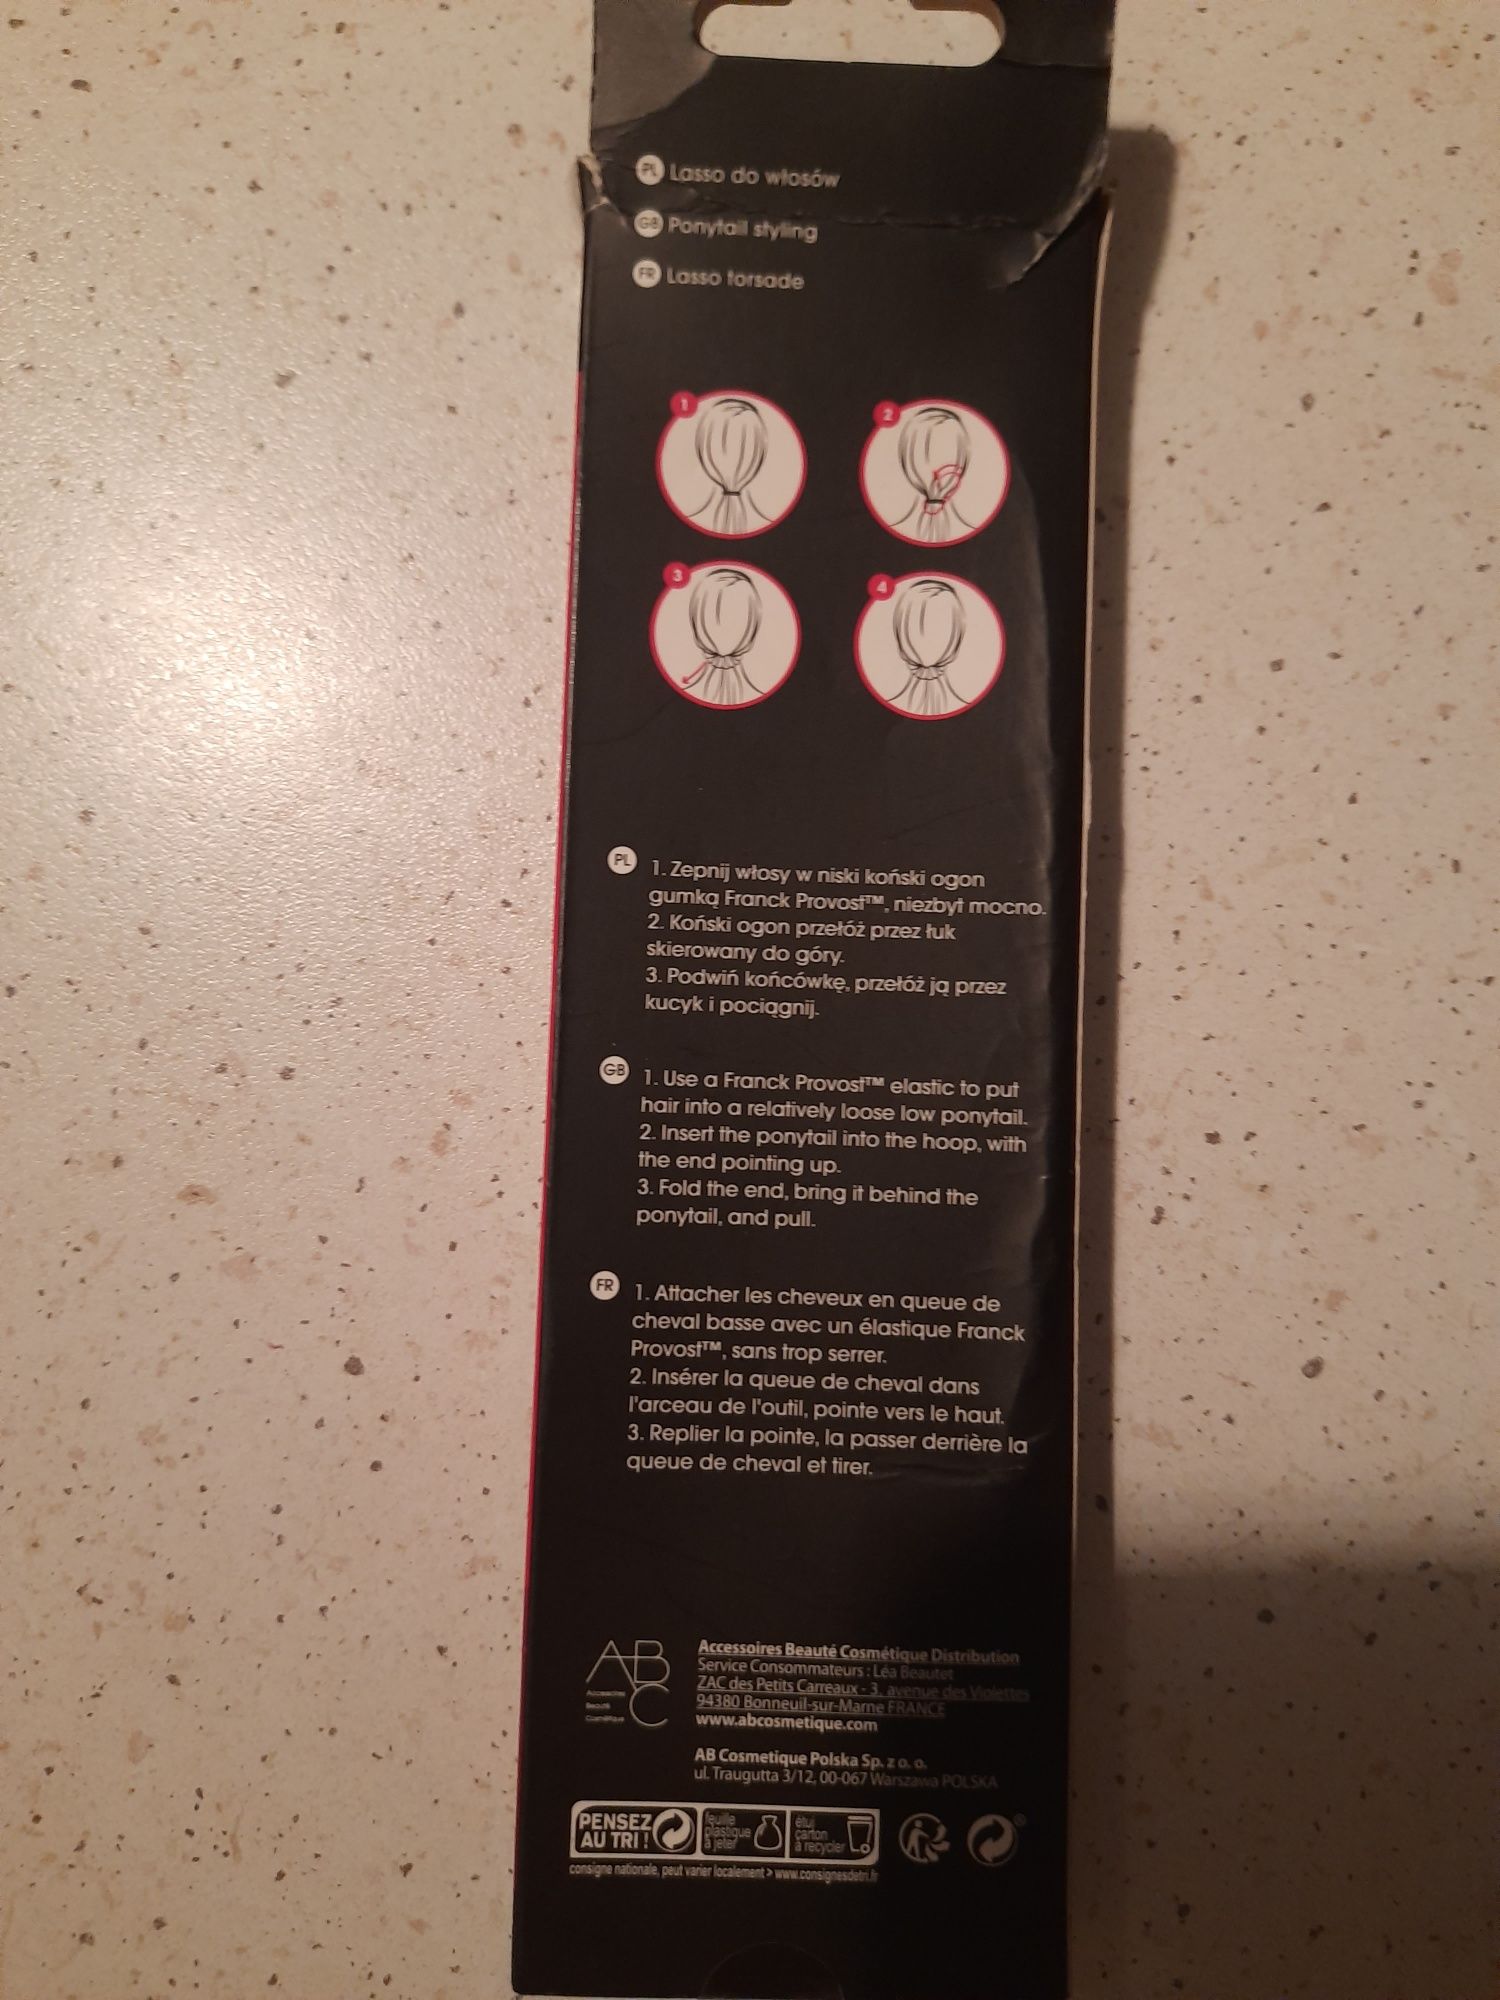 PL Lasso do włosów
GB Ponytail styling
FR Lasso torsade
1
2
3
4
PL 1. Zepnij włosy w niski koński ogon
gumką Franck Provost™, niezbyt mocno.
2. Koński ogon przełóż przez łuk
skierowany do góry.
3. Podwiń końcówkę, przełóż ją przez
kucyk i pociągnij.
GB 1. Use a Franck Provost™ elastic to put
hair into a relatively loose low ponytail.
2. Insert the ponytail into the hoop, with
the end pointing up.
3. Fold the end, bring it behind the
ponytail, and pull.
FR 1. Attacher les cheveux en queue de
cheval basse avec un élastique Franck
Provost™, sans trop serrer.
2. Insérer la queue de cheval dans
l'arceau de l'outil, pointe vers le haut.
3. Replier la pointe, la passer derrière la
queue de cheval et tirer.
ABC
Accessoires
Beauté
Cosmétique
Accessoires Beauté Cosmétique Distribution
Service Consommateurs : Léa Beautet
ZAC des Petits Carreaux - 3, avenue des Violettes
94380 Bonneuil-sur-Marne FRANCE
www.abcosmetique.com
AB Cosmetique Polska Sp. z o. o.
ul. Traugutta 3/12, 00-067 Warszawa POLSKA
PENSEZ
AU TRI !
feuille
plastique
à jeter
étui
carton
à recycler
consigne nationale, peut varier localement > www.consignesdetri.fr